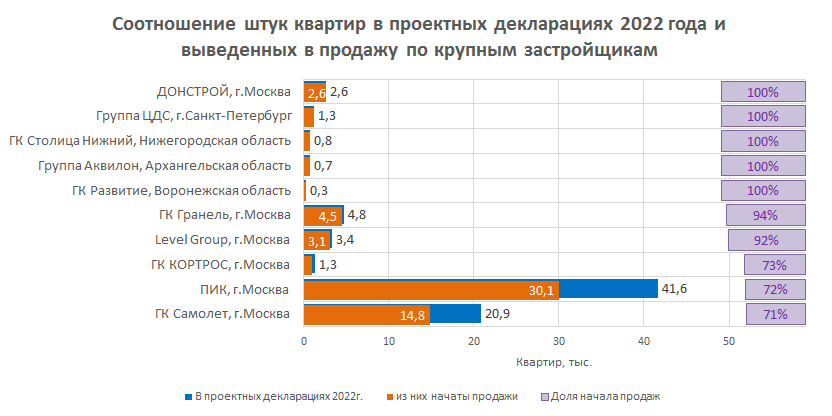 Соотношение штук квартир в проектных декларациях 2022 года и
выведенных в продажу по крупным застройщикам
ДОНСТРОЙ, г.Москва 2,6 2,6 100%
Группа ЦДС, г.Санкт-Петербург 1,3 100%
ГК Столица Нижний, Нижегородская область 0,8 100%
Группа Аквилон, Архангельская область 0,7 100%
ГК Развитие, Воронежская область 0,3 100%
ГК Гранель, г.Москва 4,5 4,8 94%
Level Group, г.Москва 3,1 3,4 92%
ГК КОРТРОС, г.Москва 1,3 73%
ПИК, г.Москва 30,1 41,6 72%
ГК Самолет, г.Москва 14,8 20,9 71%
0 10 20 30 40 50
Квартир, тыс.
В проектных декларациях 2022г. из них начаты продажи Доля начала продаж